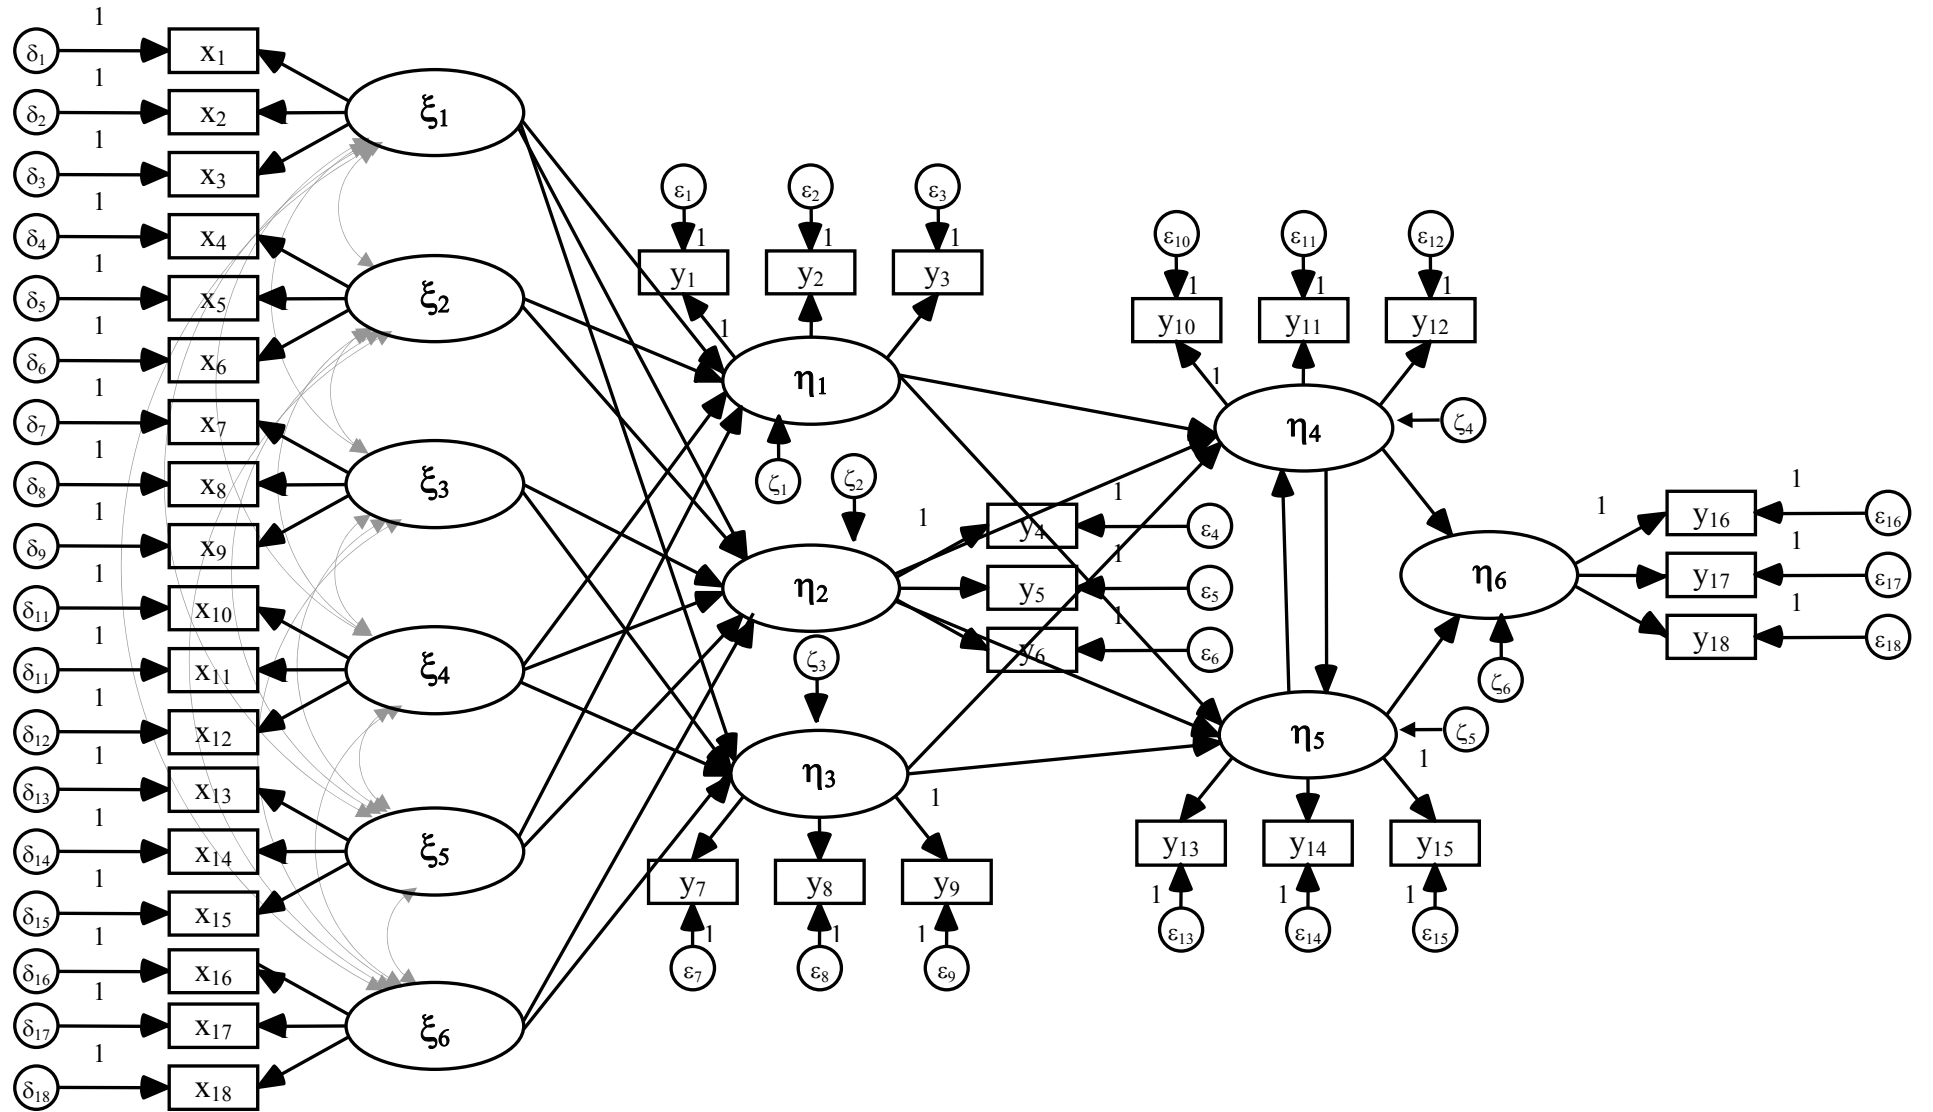 1
δ₁ x₁
1
δ₂ x₂
1
δ₃ x₃
1
δ₄ x₄
1
δ₅ x₅
1
δ₆ x₆
1
δ₇ x₇
1
δ₈ x₈
1
δ₉ x₉
1
δ₁₁ x₁₀
1
δ₁₁ x₁₁
1
δ₁₂ x₁₂
1
δ₁₃ x₁₃
1
δ₁₄ x₁₄
1
δ₁₅ x₁₅
1
δ₁₆ x₁₆
1
δ₁₇ x₁₇
1
δ₁₈ x₁₈
ξ₁
ξ₂
ξ₃
ξ₄
ξ₅
ξ₆
ε₁ ε₂ ε₃
1 1 1
y₁ y₂ y₃
1
η₁
ζ₁ ζ₂
η₂
1 1
y₄ ε₄
1
y₅ ε₅
1
y₆ ε₆
ζ₃
η₃
1
y₇ y₈ y₉
1 1 1
ε₇ ε₈ ε₉
ε₁₀ ε₁₁ ε₁₂
1 1 1
y₁₀ y₁₁ y₁₂
1
η₄ ζ₄
η₅ ζ₅
1
y₁₃ y₁₄ y₁₅
1 1 1
ε₁₃ ε₁₄ ε₁₅
η₆
ζ₆
1 1
y₁₆ ε₁₆
1
y₁₇ ε₁₇
1
y₁₈ ε₁₈